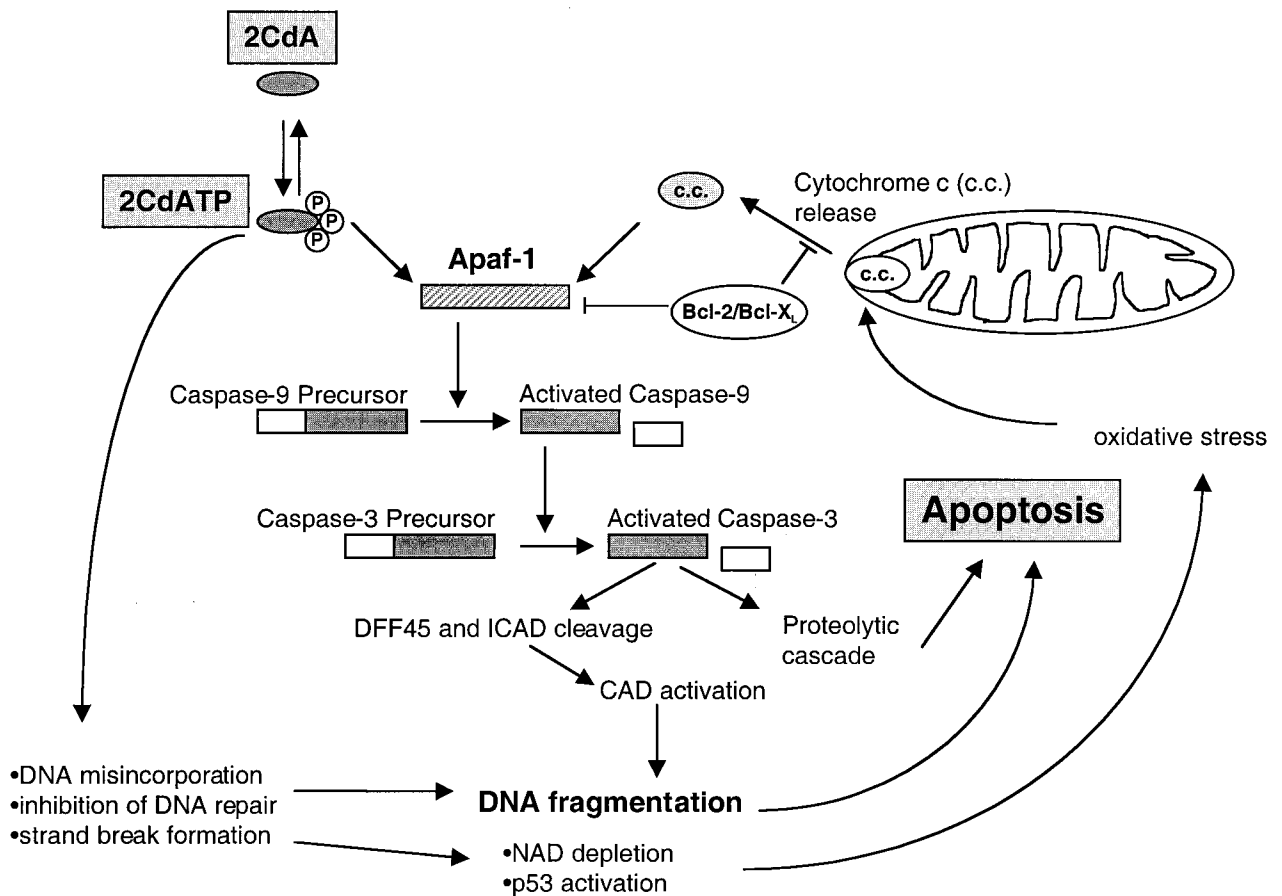 2CdA
2CdATP
P
P
P
c.c.
Cytochrome c (c.c.)
release
c.c.
Apaf-1
Bcl-2/Bcl-XL
Caspase-9 Precursor
Activated Caspase-9
oxidative stress
Apoptosis
Caspase-3 Precursor
Activated Caspase-3
DFF45 and ICAD cleavage
Proteolytic
cascade
CAD activation
•DNA misincorporation
•inhibition of DNA repair
•strand break formation
DNA fragmentation
•NAD depletion
•p53 activation